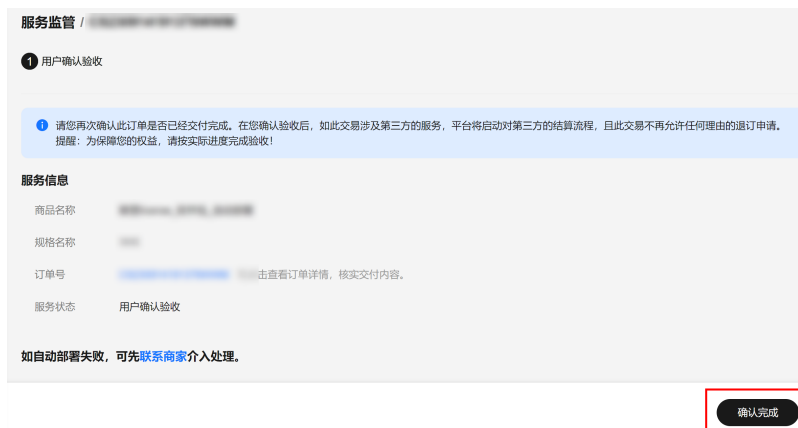 服务监管 /
1 用户确认验收
请您再次确认此订单是否已经交付完成。在您确认验收后，如此交易涉及第三方的服务，平台将启动对第三方的结算流程，且此交易不再允许任何理由的退订申请。
提醒：为保障您的权益，请按实际进度完成验收！
服务信息
商品名称
规格名称
订单号 击查看订单详情，核实交付内容。
服务状态 用户确认验收
如自动部署失败，可先联系商家介入处理。
确认完成